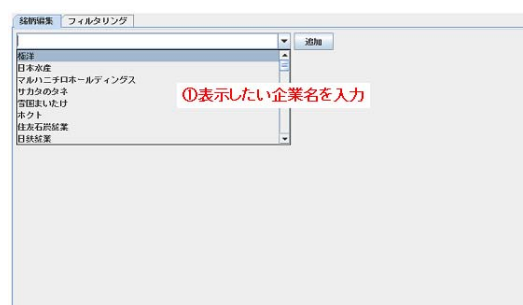 銘柄編集 フィルタリング
追加
極洋
日本水産
マルハニチロホールディングス
サカタのタネ
雪国まいたけ
ホクト
住友石炭鉱業
日鉄鉱業
①表示したい企業名を入力